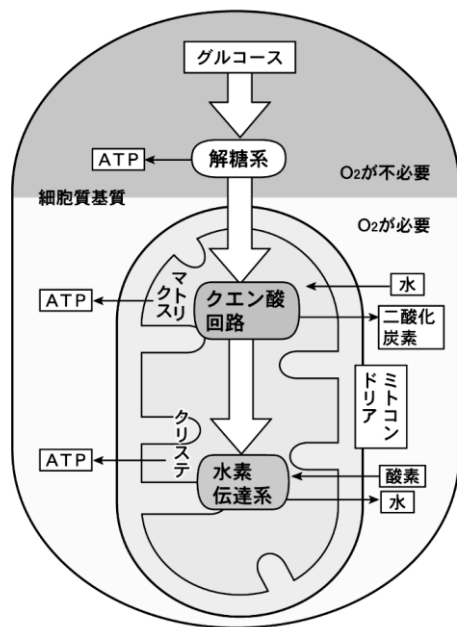 グルコース
ATP
解糖系
O₂が不必要
細胞質基質
O₂が必要
マトリ
クス
ATP
クエン酸
回路
水
二酸化
炭素
ミトコン
ドリア
クリステ
ATP
水素
伝達系
酸素
水